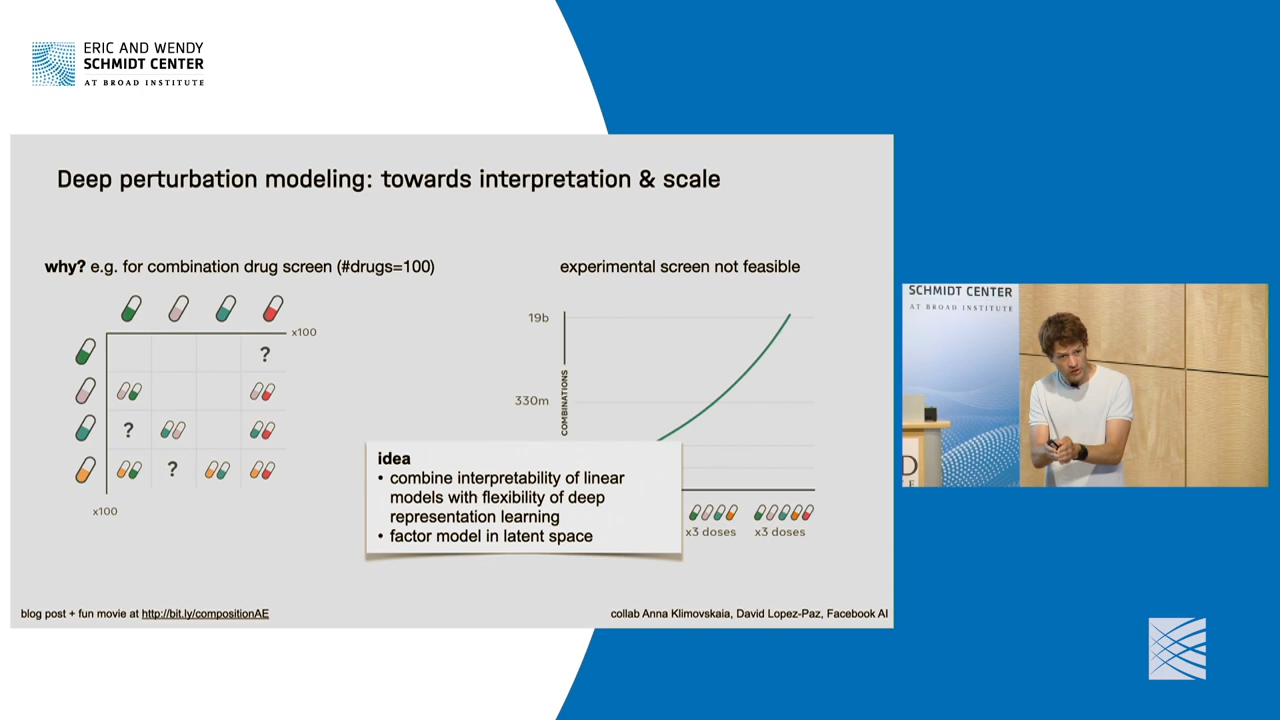 ERIC AND WENDY
SCHMIDT CENTER
AT BROAD INSTITUTE
Deep perturbation modeling: towards interpretation & scale
why? e.g. for combination drug screen (#drugs=100)
x100
?
?
?
x100
experimental screen not feasible
19b
330m
COMBINATIONS
x3 doses
x3 doses
idea
• combine interpretability of linear
models with flexibility of deep
representation learning
• factor model in latent space
blog post + fun movie at http://bit.ly/compositionAE
collab Anna Klimovskaia, David Lopez-Paz, Facebook AI
SCHMIDT CENTER
AT BROAD INSTITUTE
D
E